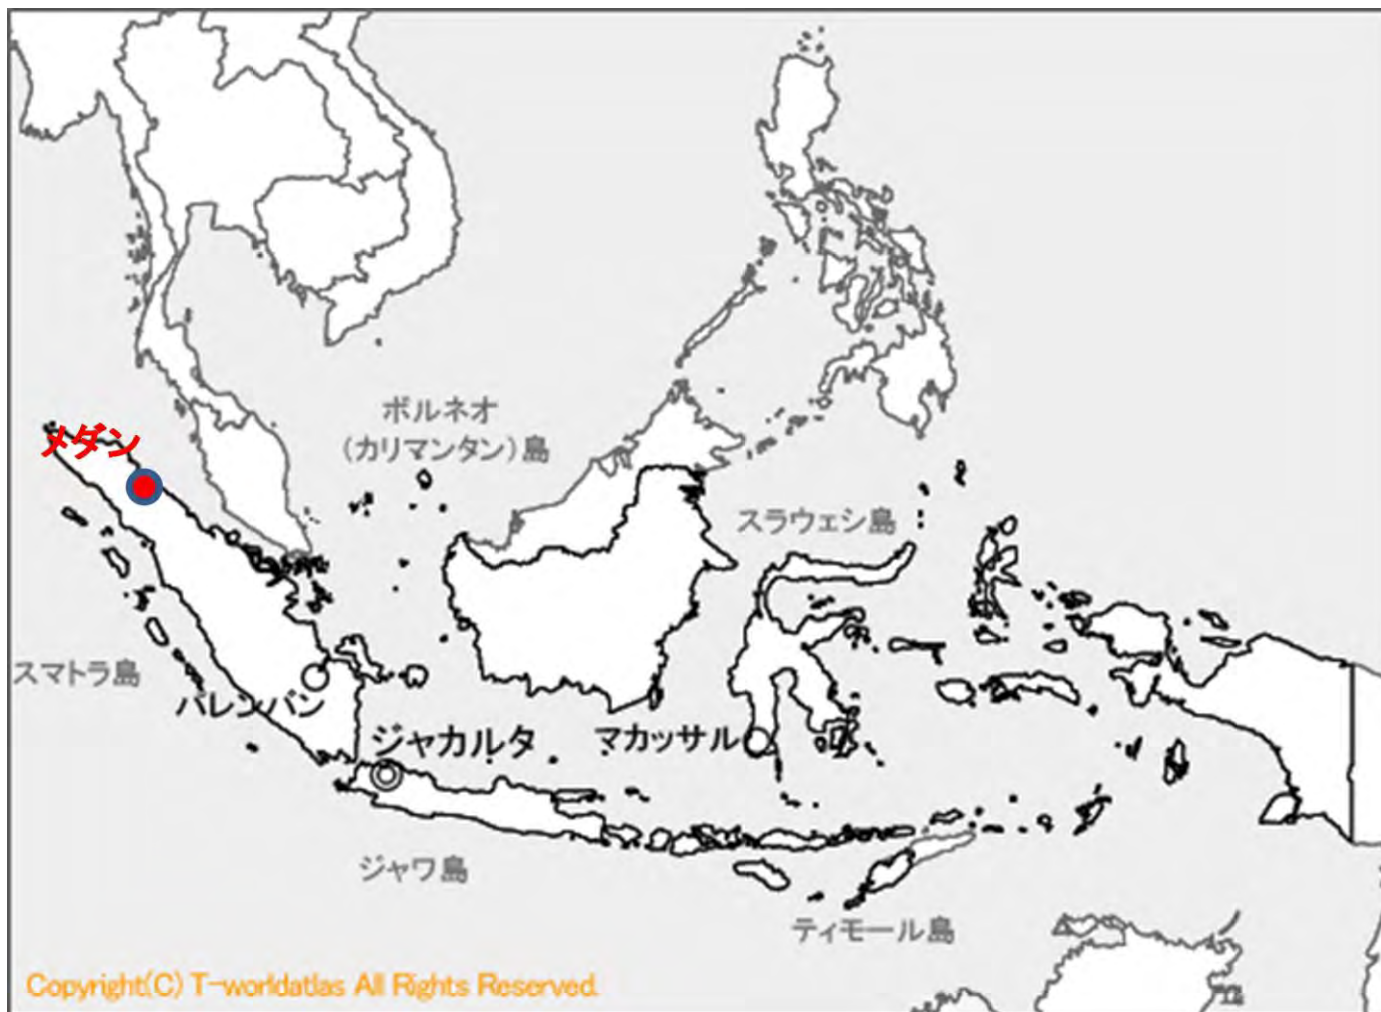 ボルネオ
(カリマンタン)島
メダン
スラウェシ島
スマトラ島
パレンバン
ジャカルタ
マカッサル
ジャワ島
ティモール島
Copyright(C) T-worldatlas All Rights Reserved.